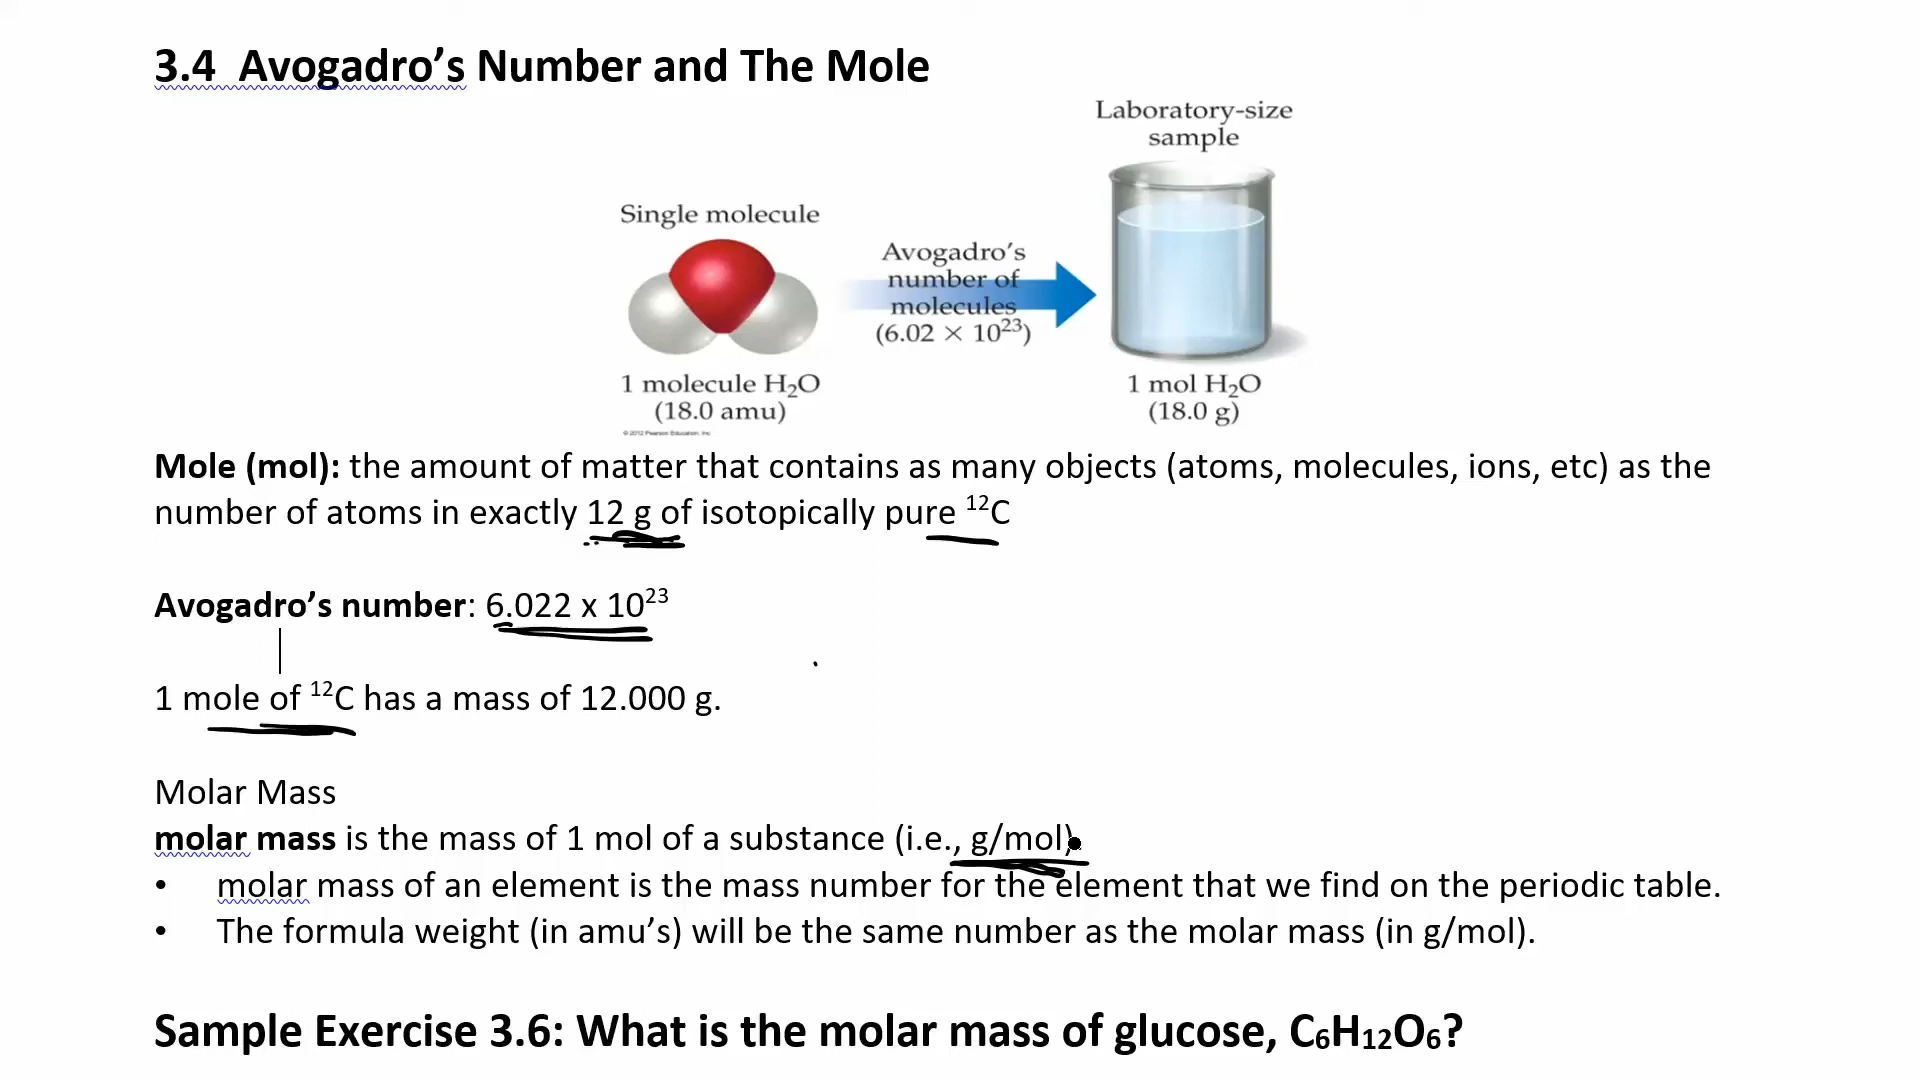 3.4 Avogadro’s Number and The Mole
Laboratory-size
sample
Single molecule
Avogadro’s
number of
molecules
(6.02 × 10²³)
1 molecule H₂O
(18.0 amu)
1 mol H₂O
(18.0 g)
© 2012 Pearson Education, Inc
Mole (mol): the amount of matter that contains as many objects (atoms, molecules, ions, etc) as the
number of atoms in exactly 12 g of isotopically pure ¹²C
Avogadro’s number: 6.022 x 10²³
1 mole of ¹²C has a mass of 12.000 g.
Molar Mass
molar mass is the mass of 1 mol of a substance (i.e., g/mol)
• molar mass of an element is the mass number for the element that we find on the periodic table.
• The formula weight (in amu’s) will be the same number as the molar mass (in g/mol).
Sample Exercise 3.6: What is the molar mass of glucose, C₆H₁₂O₆?